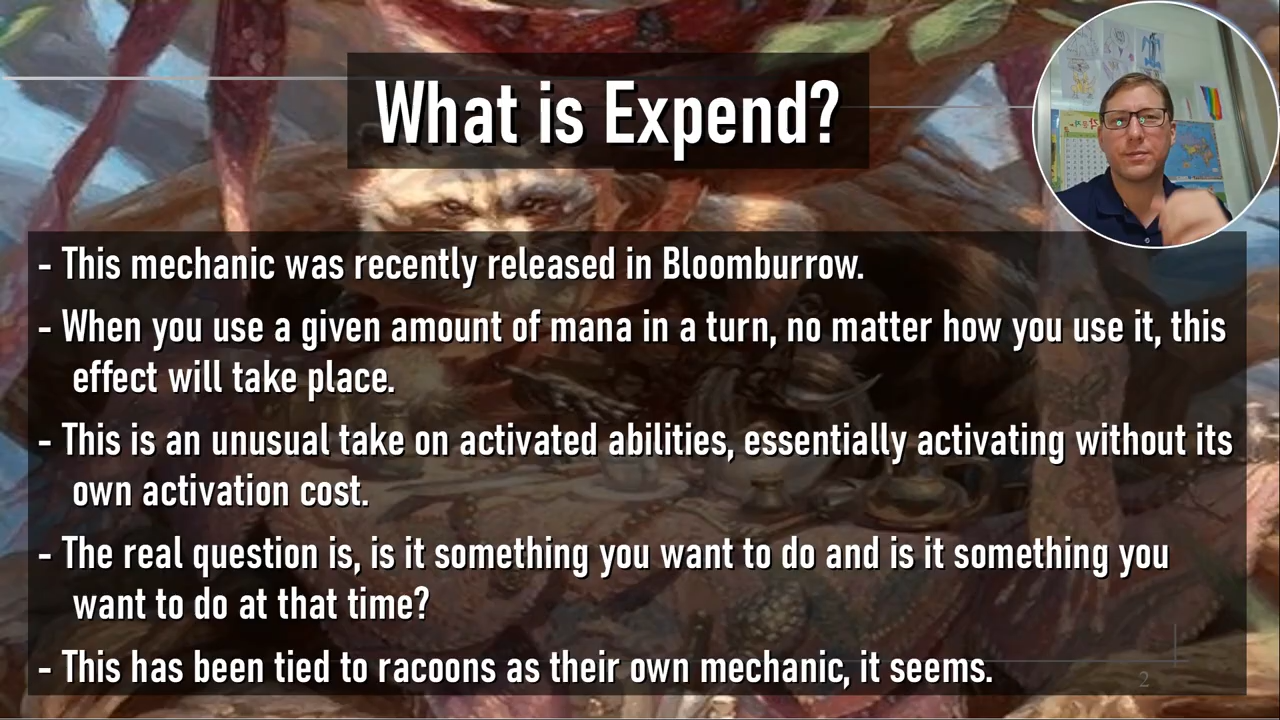 What is Expend?
- This mechanic was recently released in Bloomburrow.
- When you use a given amount of mana in a turn, no matter how you use it, this
effect will take place.
- This is an unusual take on activated abilities, essentially activating without its
own activation cost.
- The real question is, is it something you want to do and is it something you
want to do at that time?
- This has been tied to racoons as their own mechanic, it seems.
2